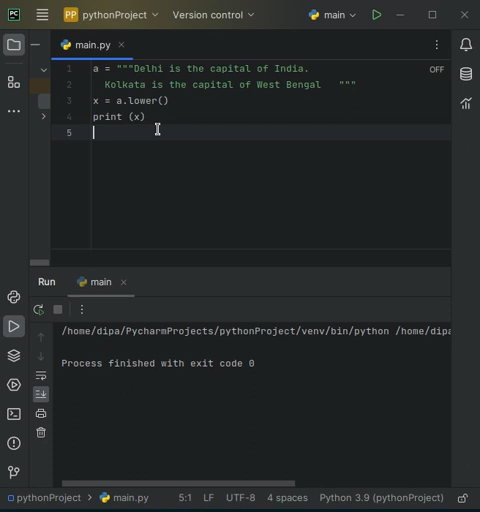 PC
PP pythonProject Version control main
main.py
OFF
1 a = """Delhi is the capital of India.
2 Kolkata is the capital of West Bengal """
3 x = a.lower()
4 print (x)
5
Run main
/home/dipa/PycharmProjects/pythonProject/venv/bin/python /home/dipa
Process finished with exit code 0
pythonProject > main.py 5:1 LF UTF-8 4 spaces Python 3.9 (pythonProject)